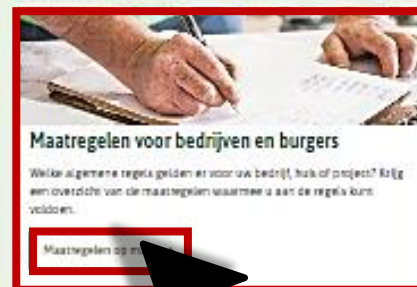 Maatregelen voor bedrijven en burgers
Welke algemene regels gelden er voor uw bedrijf, huis of project? Krijg
een overzicht van de maatregelen waarmee u aan de regels kunt
voldoen.
Maatregelen op